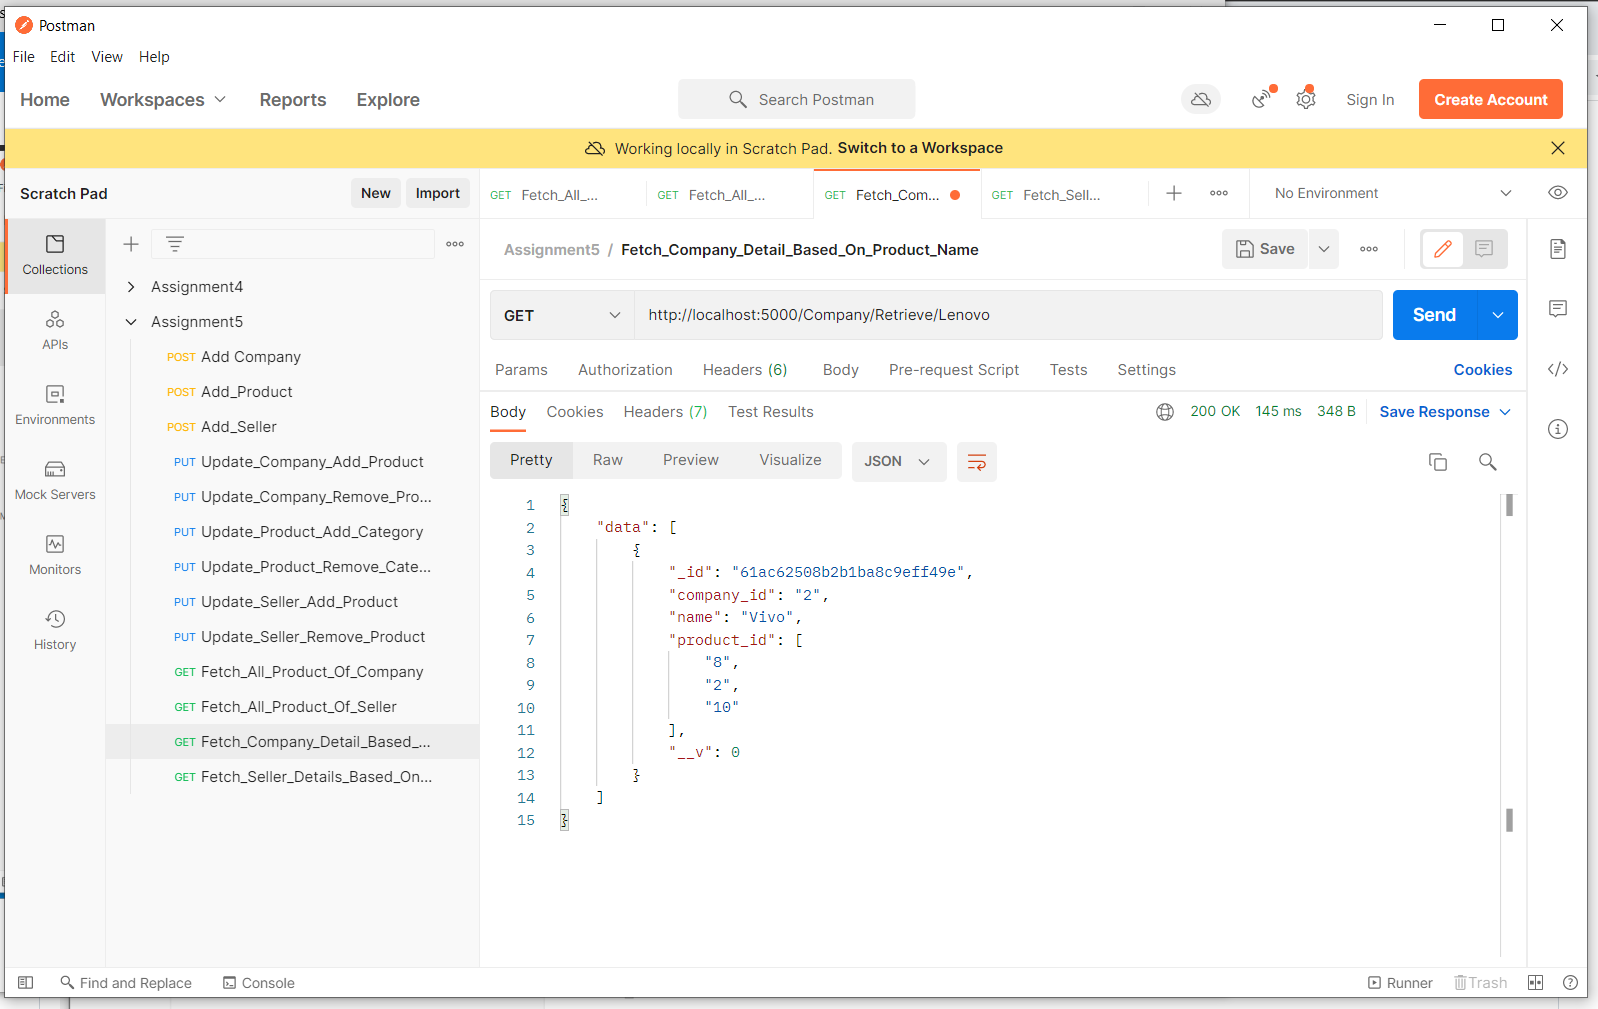 Postman
File Edit View Help
Home Workspaces Reports Explore Search Postman Sign In Create Account
Working locally in Scratch Pad. Switch to a Workspace
Scratch Pad New Import GET Fetch_All_... GET Fetch_All_... GET Fetch_Com... GET Fetch_Sell... No Environment
Collections
APIs
Environments
Mock Servers
Monitors
History
Assignment4
Assignment5
POST Add Company
POST Add_Product
POST Add_Seller
PUT Update_Company_Add_Product
PUT Update_Company_Remove_Pro...
PUT Update_Product_Add_Category
PUT Update_Product_Remove_Cate...
PUT Update_Seller_Add_Product
PUT Update_Seller_Remove_Product
GET Fetch_All_Product_Of_Company
GET Fetch_All_Product_Of_Seller
GET Fetch_Company_Detail_Based_...
GET Fetch_Seller_Details_Based_On...
Assignment5 / Fetch_Company_Detail_Based_On_Product_Name Save
GET http://localhost:5000/Company/Retrieve/Lenovo Send
Params Authorization Headers (6) Body Pre-request Script Tests Settings Cookies
Body Cookies Headers (7) Test Results 200 OK 145 ms 348 B Save Response
Pretty Raw Preview Visualize JSON
1 {
2 "data": [
3 {
4 "_id": "61ac62508b2b1ba8c9eff49e",
5 "company_id": "2",
6 "name": "Vivo",
7 "product_id": [
8 "8",
9 "2",
10 "10"
11 ],
12 "__v": 0
13 }
14 ]
15 }
Find and Replace Console Runner Trash